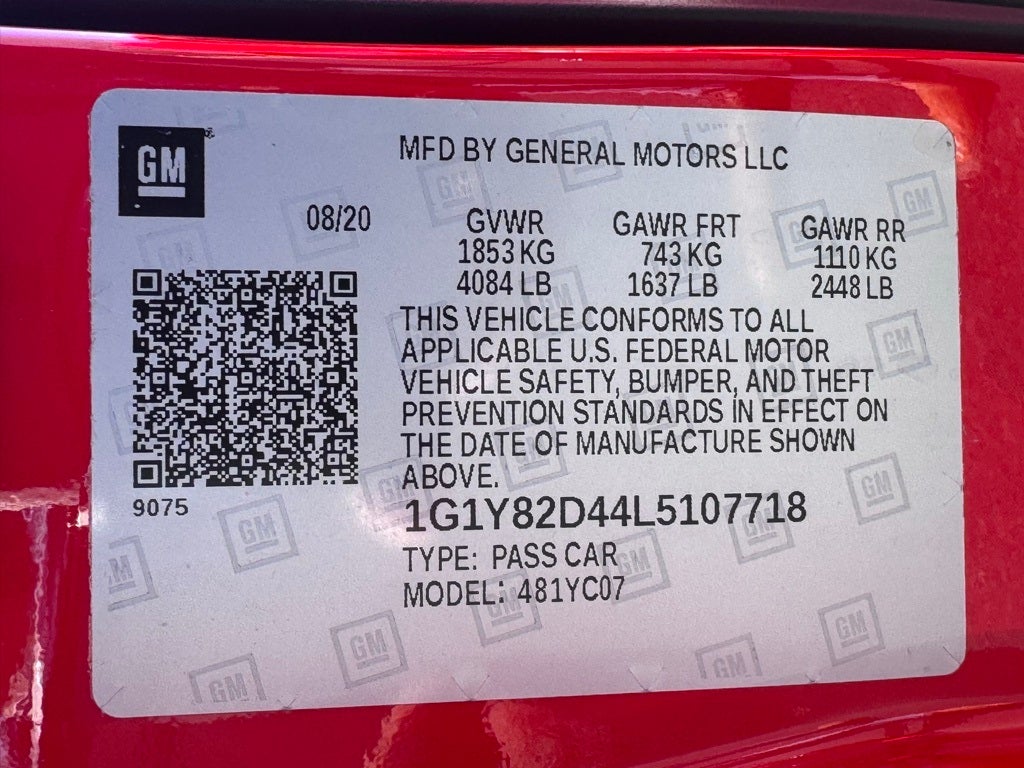 GM
MFD BY GENERAL MOTORS LLC
08/20
GVWR GAWR FRT GAWR RR
1853 KG 743 KG 1110 KG
4084 LB 1637 LB 2448 LB
THIS VEHICLE CONFORMS TO ALL
APPLICABLE U.S. FEDERAL MOTOR
VEHICLE SAFETY, BUMPER, AND THEFT
PREVENTION STANDARDS IN EFFECT ON
THE DATE OF MANUFACTURE SHOWN
ABOVE.
9075
1G1Y82D44L5107718
TYPE: PASS CAR
MODEL: 481YC07